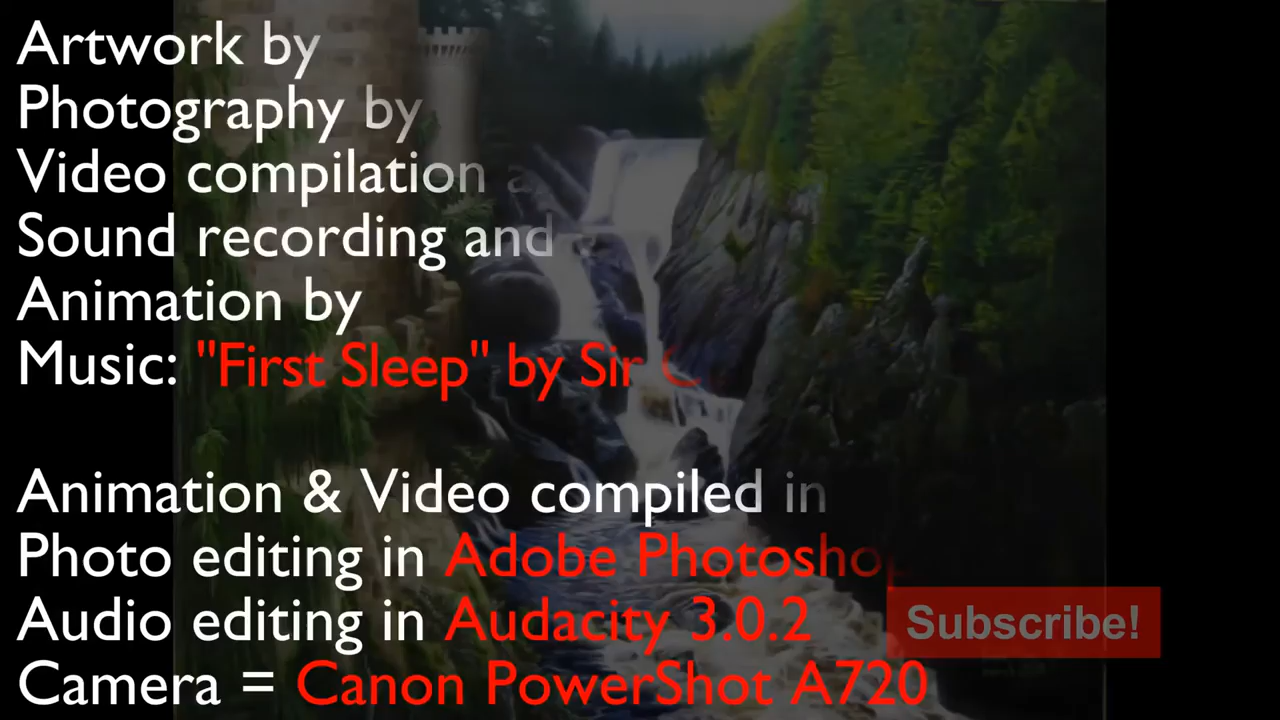 Artwork by
Photography by
Video compilation
Sound recording and
Animation by
Music: "First Sleep" by Sir
Animation & Video compiled in
Photo editing in Adobe Photoshop
Audio editing in Audacity 3.0.2
Subscribe!
Camera = Canon PowerShot A720